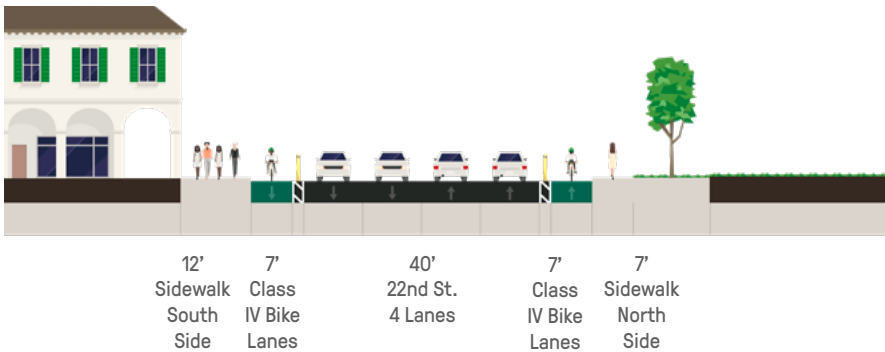 12’
Sidewalk
South
Side
7’
Class
IV Bike
Lanes
40’
22nd St.
4 Lanes
7’
Class
IV Bike
Lanes
7’
Sidewalk
North
Side